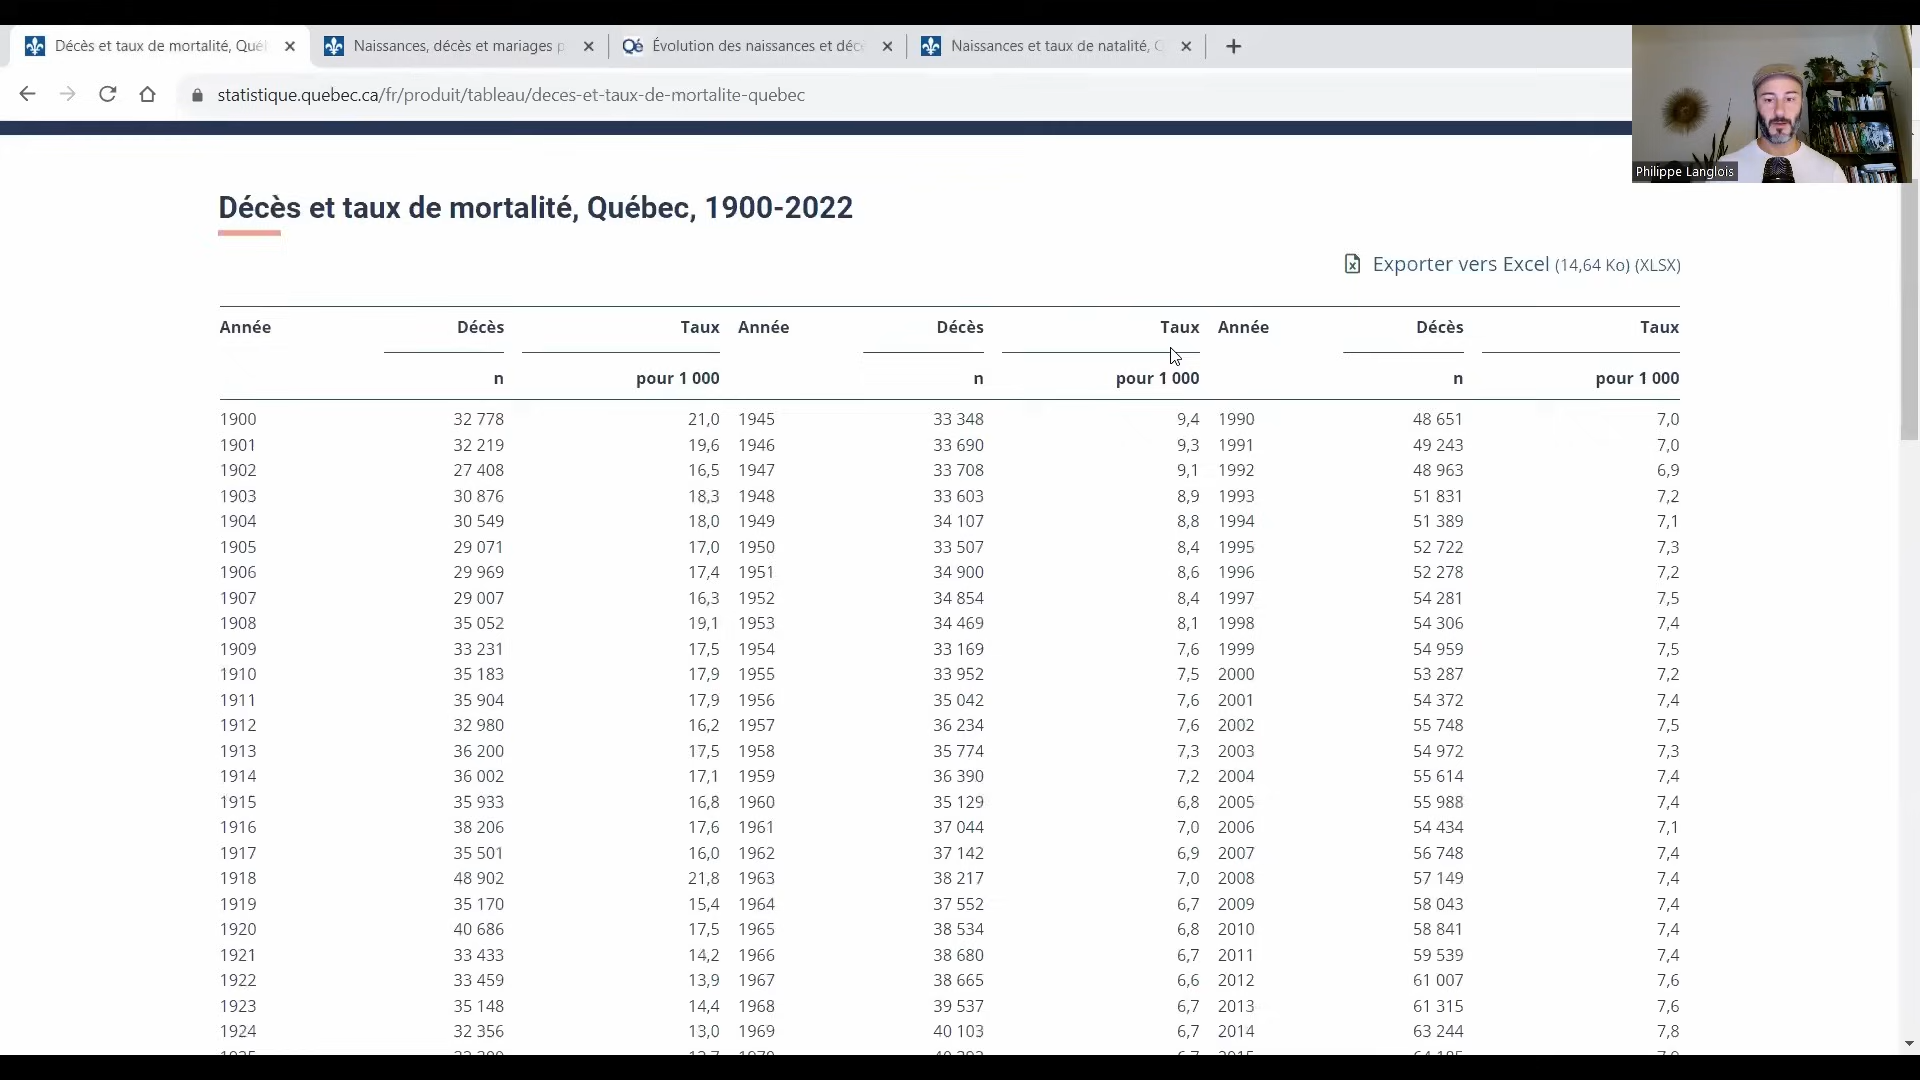 Décès et taux de mortalité, Qué
Naissances, décès et mariages p
Évolution des naissances et déc
Naissances et taux de natalité, Q
statistique.quebec.ca/fr/produit/tableau/deces-et-taux-de-mortalite-quebec
Philippe Langlois
Décès et taux de mortalité, Québec, 1900-2022
Exporter vers Excel (14,64 Ko) (XLSX)
Année Décès Taux Année Décès Taux Année Décès Taux
n pour 1 000 n pour 1 000 n pour 1 000
1900 32 778 21,0 1945 33 348 9,4 1990 48 651 7,0
1901 32 219 19,6 1946 33 690 9,3 1991 49 243 7,0
1902 27 408 16,5 1947 33 708 9,1 1992 48 963 6,9
1903 30 876 18,3 1948 33 603 8,9 1993 51 831 7,2
1904 30 549 18,0 1949 34 107 8,8 1994 51 389 7,1
1905 29 071 17,0 1950 33 507 8,4 1995 52 722 7,3
1906 29 969 17,4 1951 34 900 8,6 1996 52 278 7,2
1907 29 007 16,3 1952 34 854 8,4 1997 54 281 7,5
1908 35 052 19,1 1953 34 469 8,1 1998 54 306 7,4
1909 33 231 17,5 1954 33 169 7,6 1999 54 959 7,5
1910 35 183 17,9 1955 33 952 7,5 2000 53 287 7,2
1911 35 904 17,9 1956 35 042 7,6 2001 54 372 7,4
1912 32 980 16,2 1957 36 234 7,6 2002 55 748 7,5
1913 36 200 17,5 1958 35 774 7,3 2003 54 972 7,3
1914 36 002 17,1 1959 36 390 7,2 2004 55 614 7,4
1915 35 933 16,8 1960 35 129 6,8 2005 55 988 7,4
1916 38 206 17,6 1961 37 044 7,0 2006 54 434 7,1
1917 35 501 16,0 1962 37 142 6,9 2007 56 748 7,4
1918 48 902 21,8 1963 38 217 7,0 2008 57 149 7,4
1919 35 170 15,4 1964 37 552 6,7 2009 58 043 7,4
1920 40 686 17,5 1965 38 534 6,8 2010 58 841 7,4
1921 33 433 14,2 1966 38 680 6,7 2011 59 539 7,4
1922 33 459 13,9 1967 38 665 6,6 2012 61 007 7,6
1923 35 148 14,4 1968 39 537 6,7 2013 61 315 7,6
1924 32 356 13,0 1969 40 103 6,7 2014 63 244 7,8